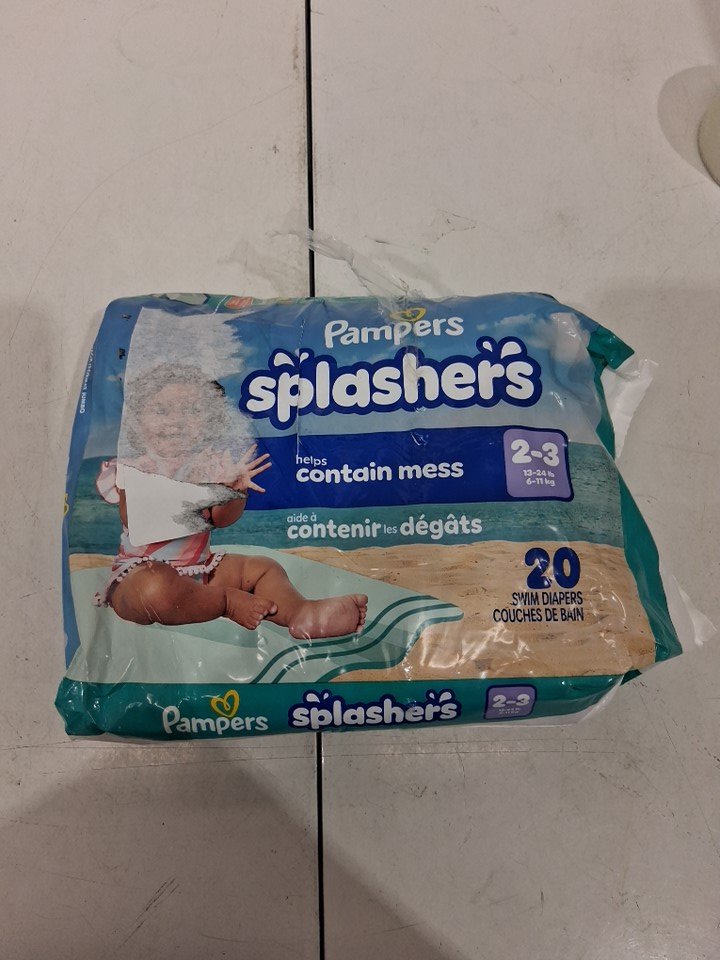 Pampers
splashers
helps
contain mess
2-3
13-24 lb
6-11 kg
aide à
contenir les dégâts
20
SWIM DIAPERS
COUCHES DE BAIN
Pampers splashers 2-3